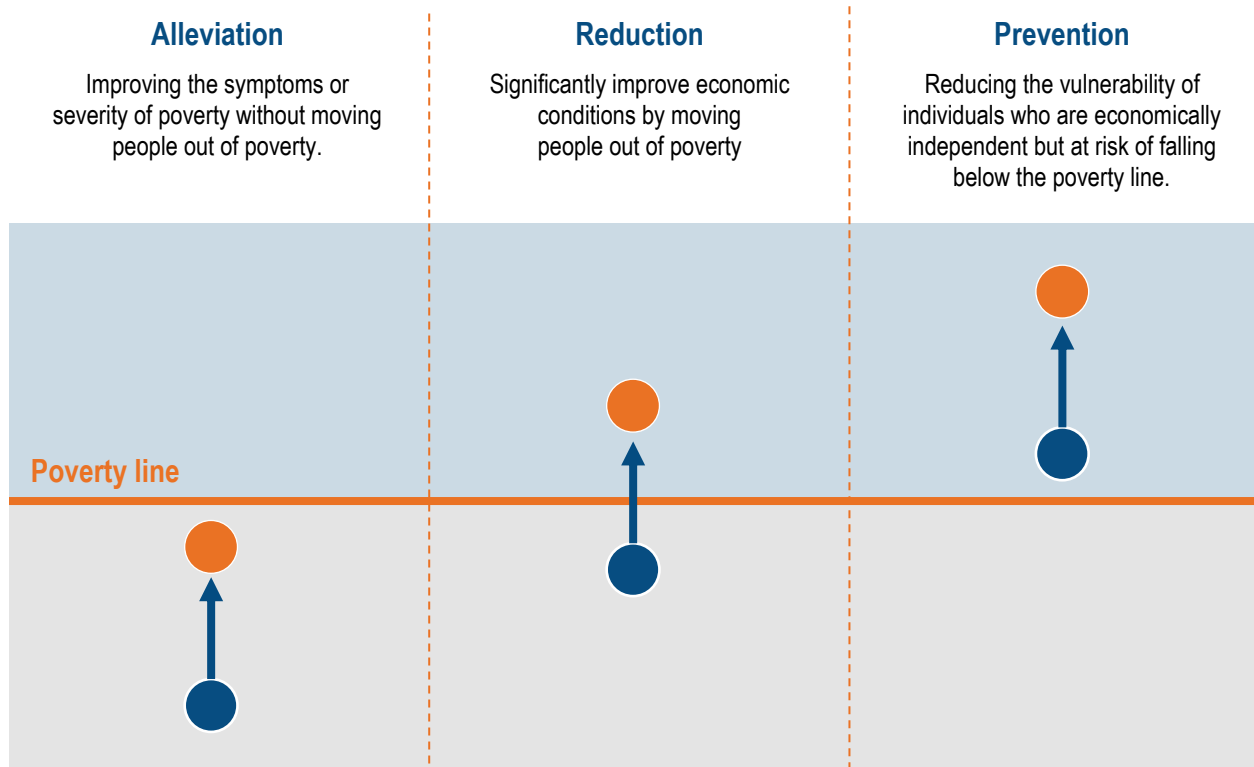 Alleviation
Improving the symptoms or
severity of poverty without moving
people out of poverty.
Reduction
Significantly improve economic
conditions by moving
people out of poverty
Prevention
Reducing the vulnerability of
individuals who are economically
independent but at risk of falling
below the poverty line.
Poverty line